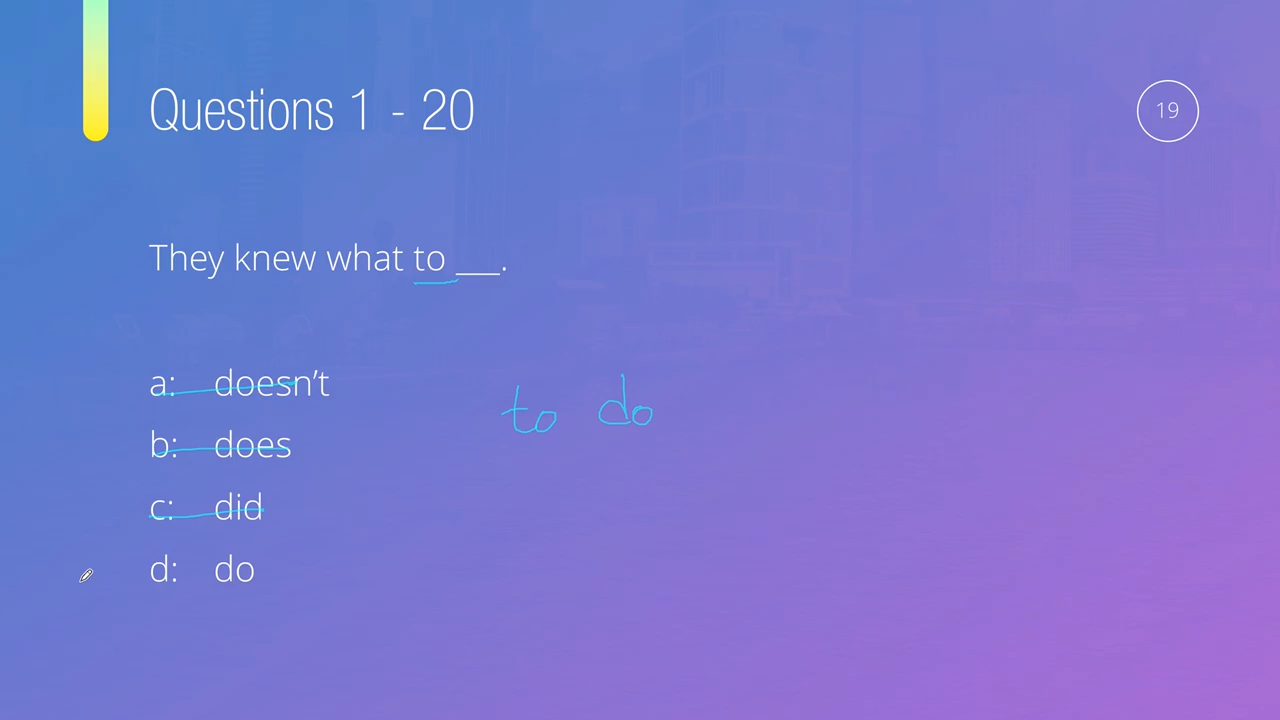 Questions 1 - 20
19
They knew what to ___.
a: doesn’t
b: does
c: did
d: do
to do